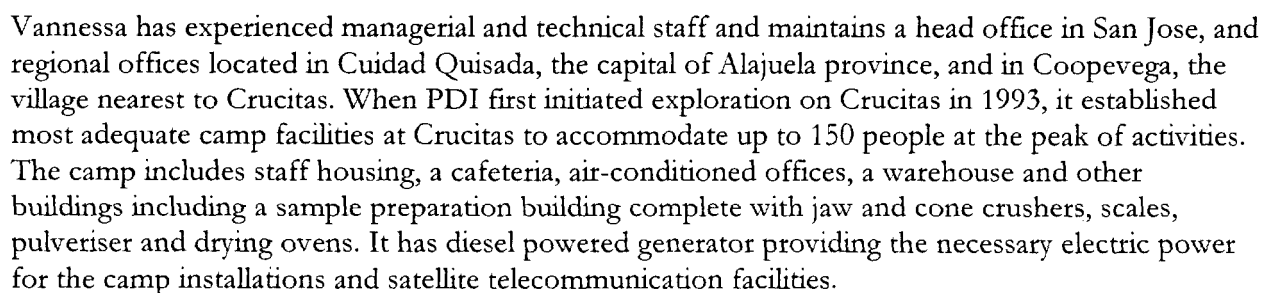 Vannessa has experienced managerial and technical staff and maintains a head office in San Jose, and
regional offices located in Cuidad Quisada, the capital of Alajuela province, and in Coopevega, the
village nearest to Crucitas. When PDI first initiated exploration on Crucitas in 1993, it established
most adequate camp facilities at Crucitas to accommodate up to 150 people at the peak of activities.
The camp includes staff housing, a cafeteria, air-conditioned offices, a warehouse and other
buildings including a sample preparation building complete with jaw and cone crushers, scales,
pulveriser and drying ovens. It has diesel powered generator providing the necessary electric power
for the camp installations and satellite telecommunication facilities.